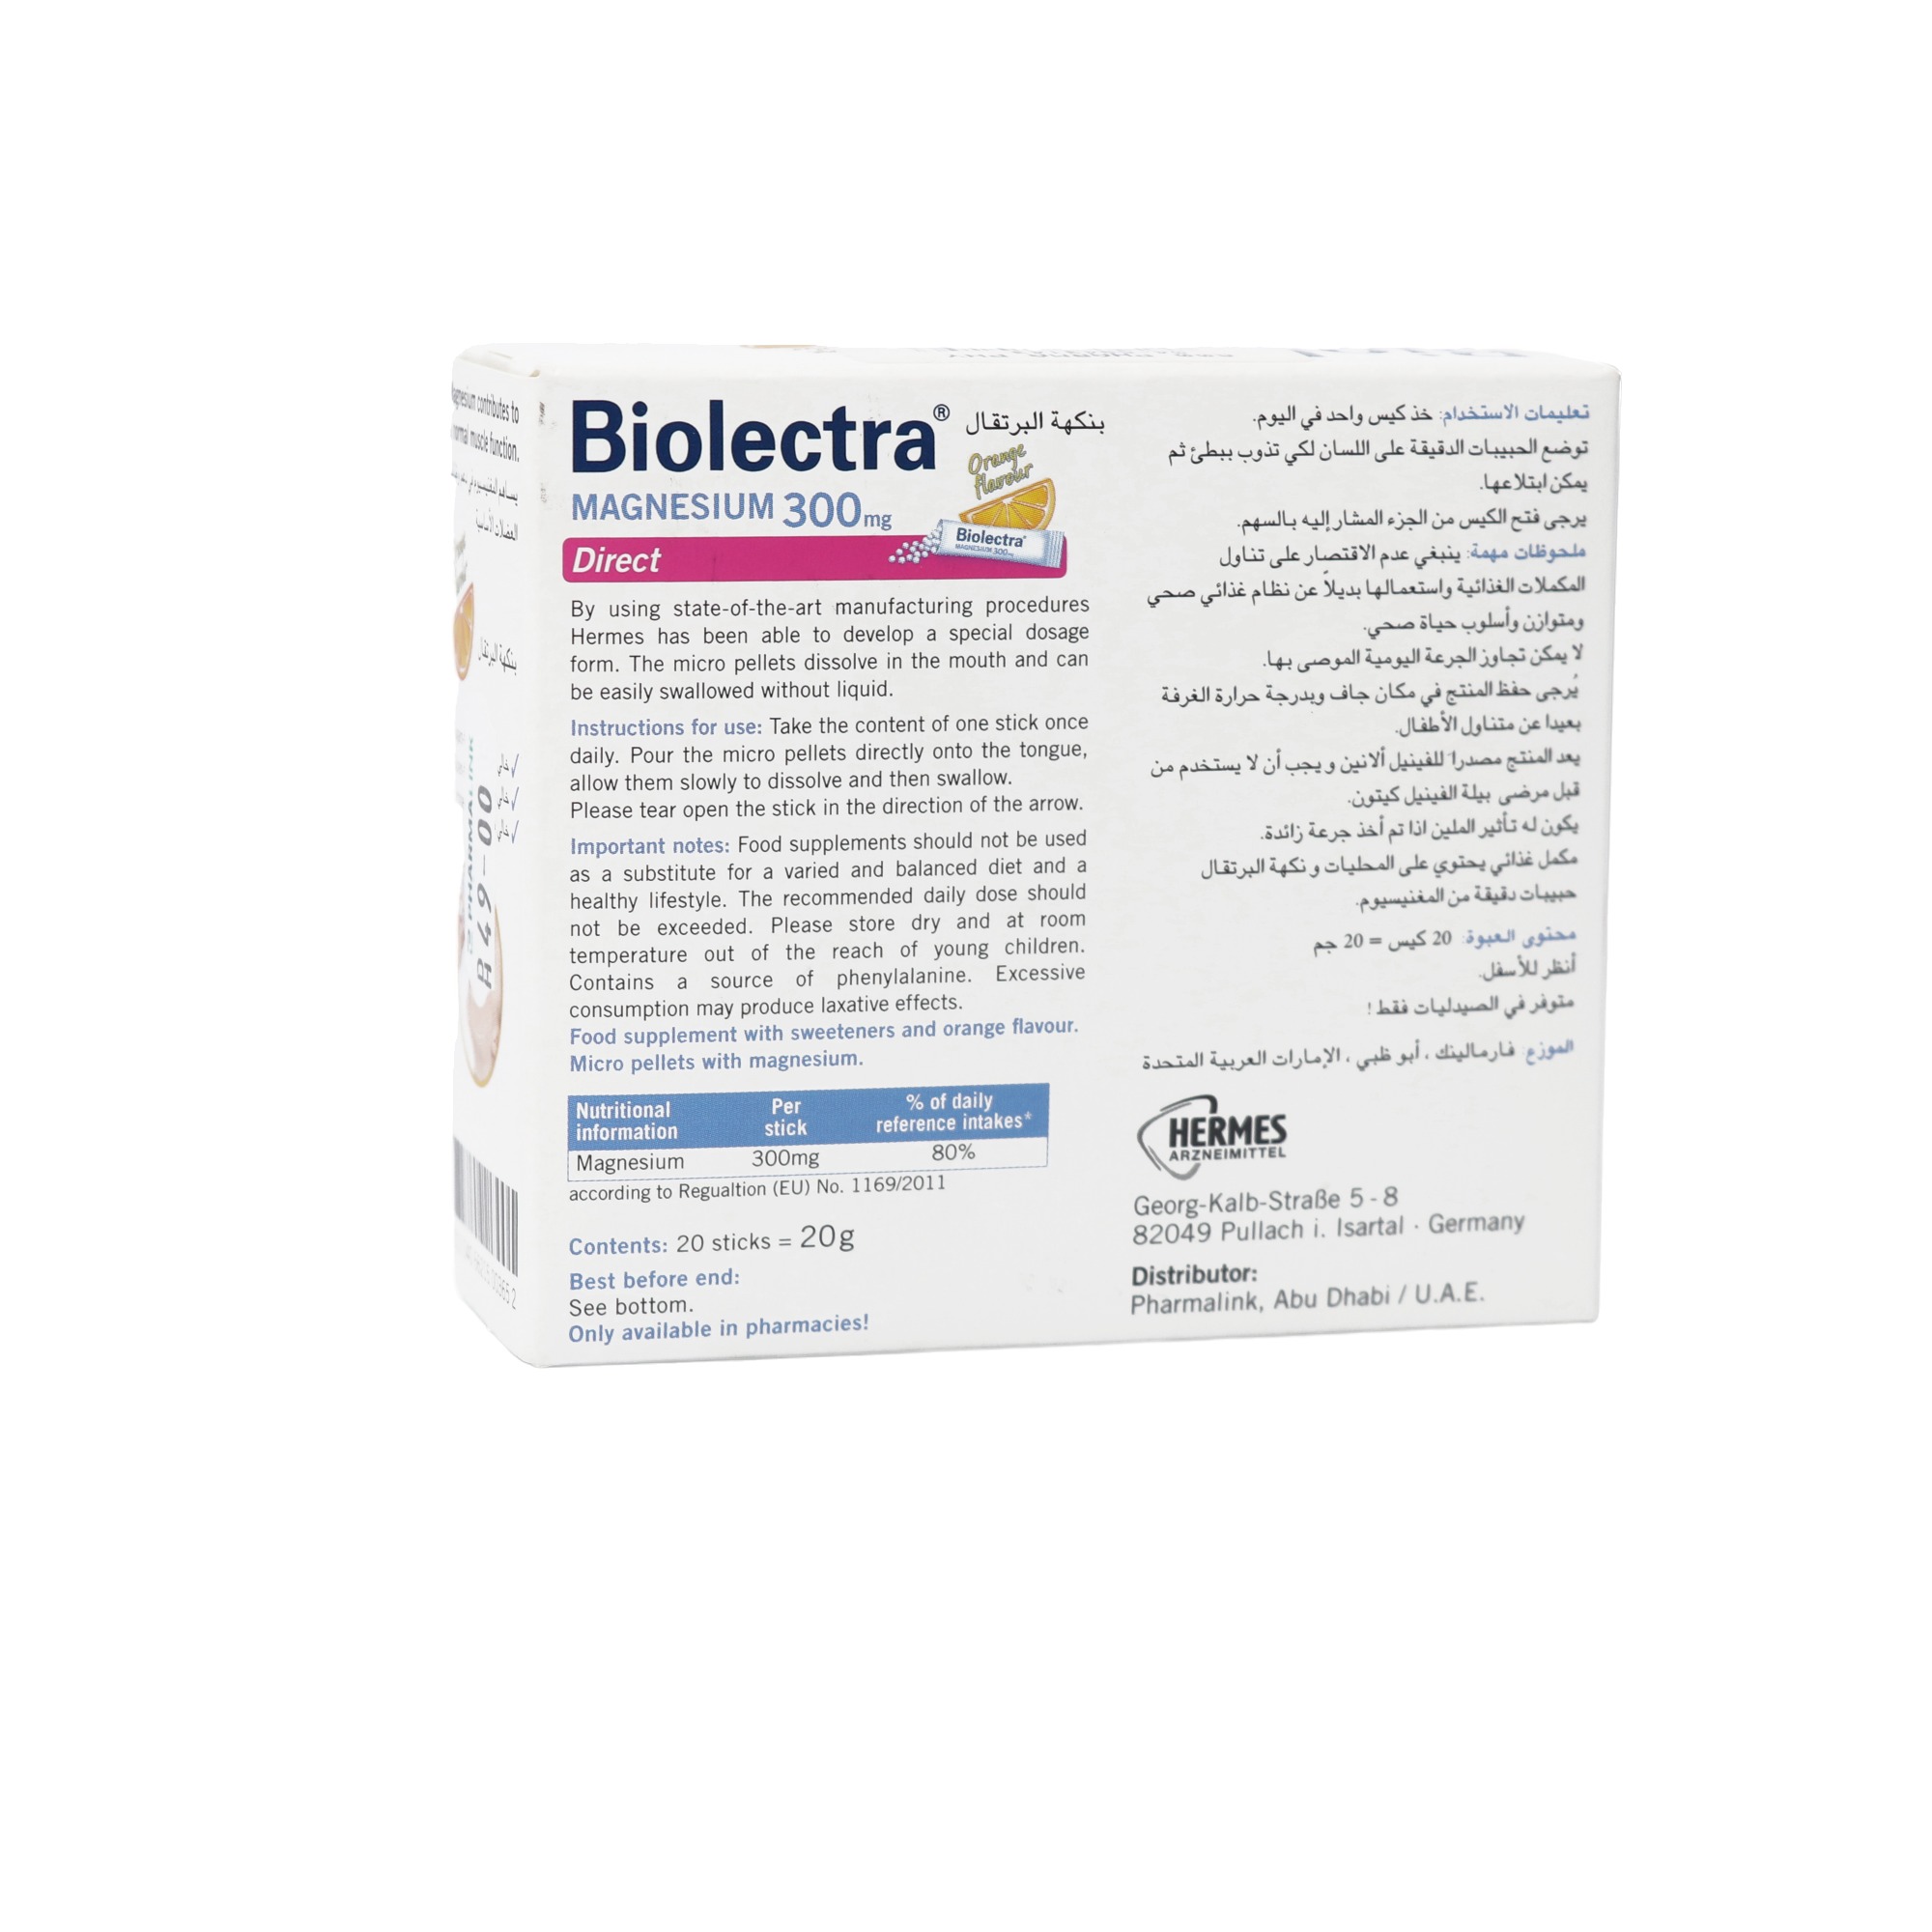 Biolectra®
بنكهة البرتقال
Orange
flavour
MAGNESIUM 300mg
Biolectra®
MAGNESIUM 300mg
Direct
By using state-of-the-art manufacturing procedures
Hermes has been able to develop a special dosage
form. The micro pellets dissolve in the mouth and can
be easily swallowed without liquid.
Instructions for use: Take the content of one stick once
daily. Pour the micro pellets directly onto the tongue,
allow them slowly to dissolve and then swallow.
Please tear open the stick in the direction of the arrow.
Important notes: Food supplements should not be used
as a substitute for a varied and balanced diet and a
healthy lifestyle. The recommended daily dose should
not be exceeded. Please store dry and at room
temperature out of the reach of young children.
Contains a source of phenylalanine. Excessive
consumption may produce laxative effects.
Food supplement with sweeteners and orange flavour.
Micro pellets with magnesium.
Nutritional information Per stick % of daily reference intakes*
Magnesium 300mg 80%
according to Regualtion (EU) No. 1169/2011
Contents: 20 sticks = 20g
Best before end:
See bottom.
Only available in pharmacies!
تعليمات الاستخدام: خذ كيس واحد في اليوم.
توضع الحبيبات الدقيقة على اللسان لكي تذوب ببطئ ثم
يمكن ابتلاعها.
يرجى فتح الكيس من الجزء المشار إليه بالسهم.
ملحوظات مهمة: ينبغي عدم الاقتصار على تناول
المكملات الغذائية واستعمالها بديلاً عن نظام غذائي صحي
ومتوازن وأسلوب حياة صحي.
لا يمكن تجاوز الجرعة اليومية الموصى بها.
يُرجى حفظ المنتج في مكان جاف وبدرجة حرارة الغرفة
بعيدا عن متناول الأطفال.
يعد المنتج مصدراً للفينيل ألانين و يجب أن لا يستخدم من
قبل مرضى بيلة الفينيل كيتون.
يكون له تأثير الملين اذا تم أخذ جرعة زائدة.
مكمل غذائي يحتوي على المحليات و نكهة البرتقال
حبيبات دقيقة من المغنيسيوم.
محتوى العبوة: 20 كيس = 20 جم
أنظر للأسفل.
متوفر في الصيدليات فقط !
الموزع: فارمالينك ، أبو ظبي ، الإمارات العربية المتحدة
HERMES
ARZNEIMITTEL
Georg-Kalb-Straße 5 - 8
82049 Pullach i. Isartal · Germany
Distributor:
Pharmalink, Abu Dhabi / U.A.E.
contributes to
normal muscle function.
بنكهة البرتقال
PHARMALINK
49-00